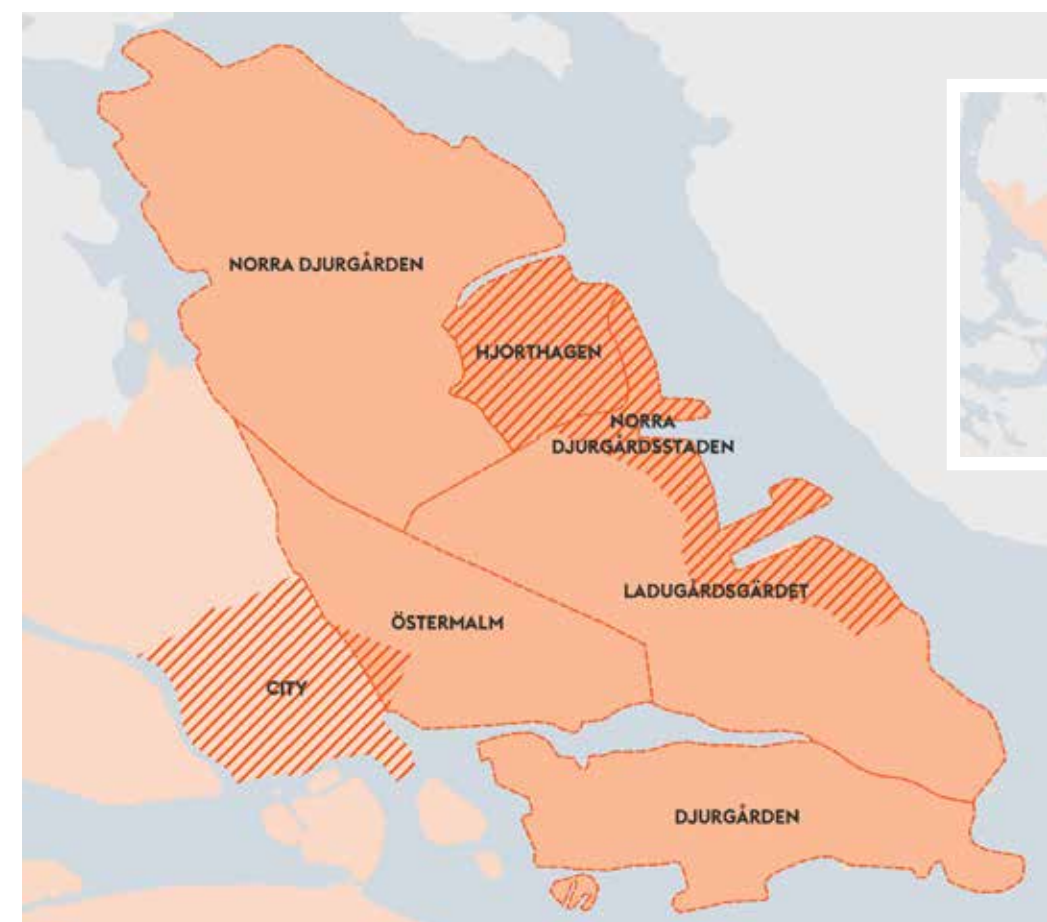 NORRA DJURGÅRDEN
HJORTHAGEN
NORRA
DJURGÅRDSSTADEN
LADUGÅRDSGÄRDET
ÖSTERMALM
CITY
DJURGÅRDEN